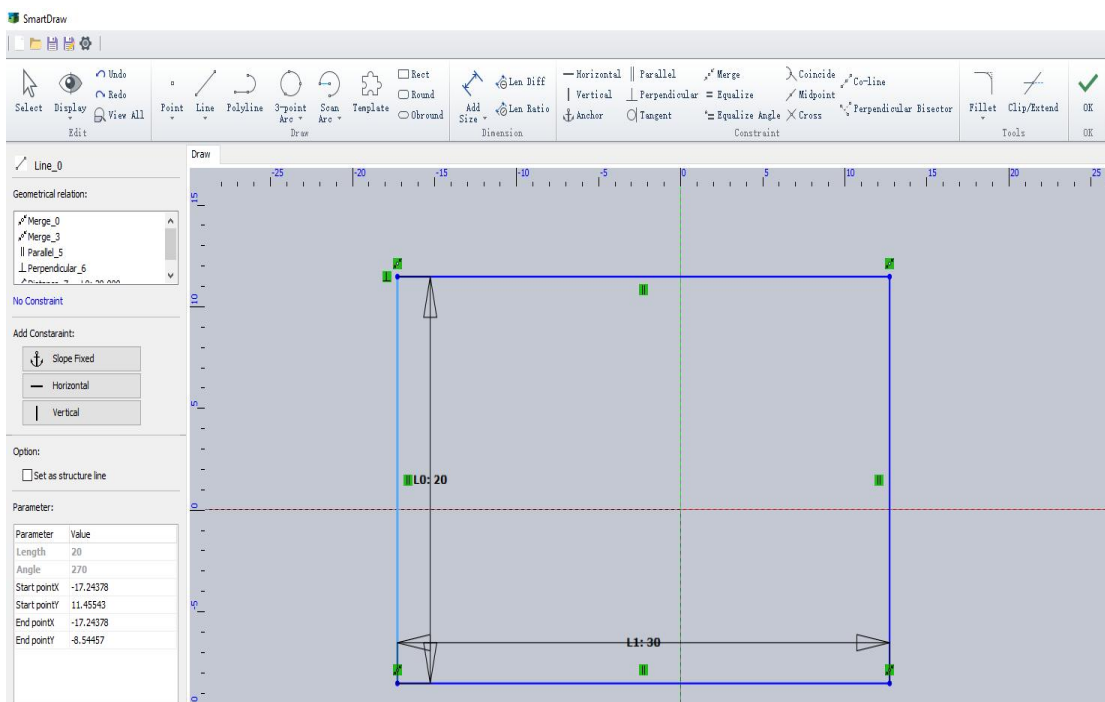 SmartDraw
Undo
Redo
View All
Select Display
Edit
Point Line Polyline 3-point Arc Scan Arc Template
Rect
Round
Obround
Draw
Add Size
Len Diff
Len Ratio
Dimension
Horizontal Parallel Merge Coincide Co-line
Vertical Perpendicular Equalize Midpoint Perpendicular Bisector
Anchor Tangent Equalize Angle Cross
Constraint
Fillet Clip/Extend
Tools
OK
OK
Line_0
Draw
-25 -20 -15 -10 -5 0 5 10 15 20 25
Geometrical relation:
Merge_0
Merge_3
Parallel_5
Perpendicular_6
No Constraint
Add Constaraint:
Slope Fixed
Horizontal
Vertical
Option:
Set as structure line
Parameter:
Parameter Value
Length 20
Angle 270
Start pointX -17.24378
Start pointY 11.45543
End pointX -17.24378
End pointY -8.54457
15
10
5
0
-5
L0: 20
L1: 30